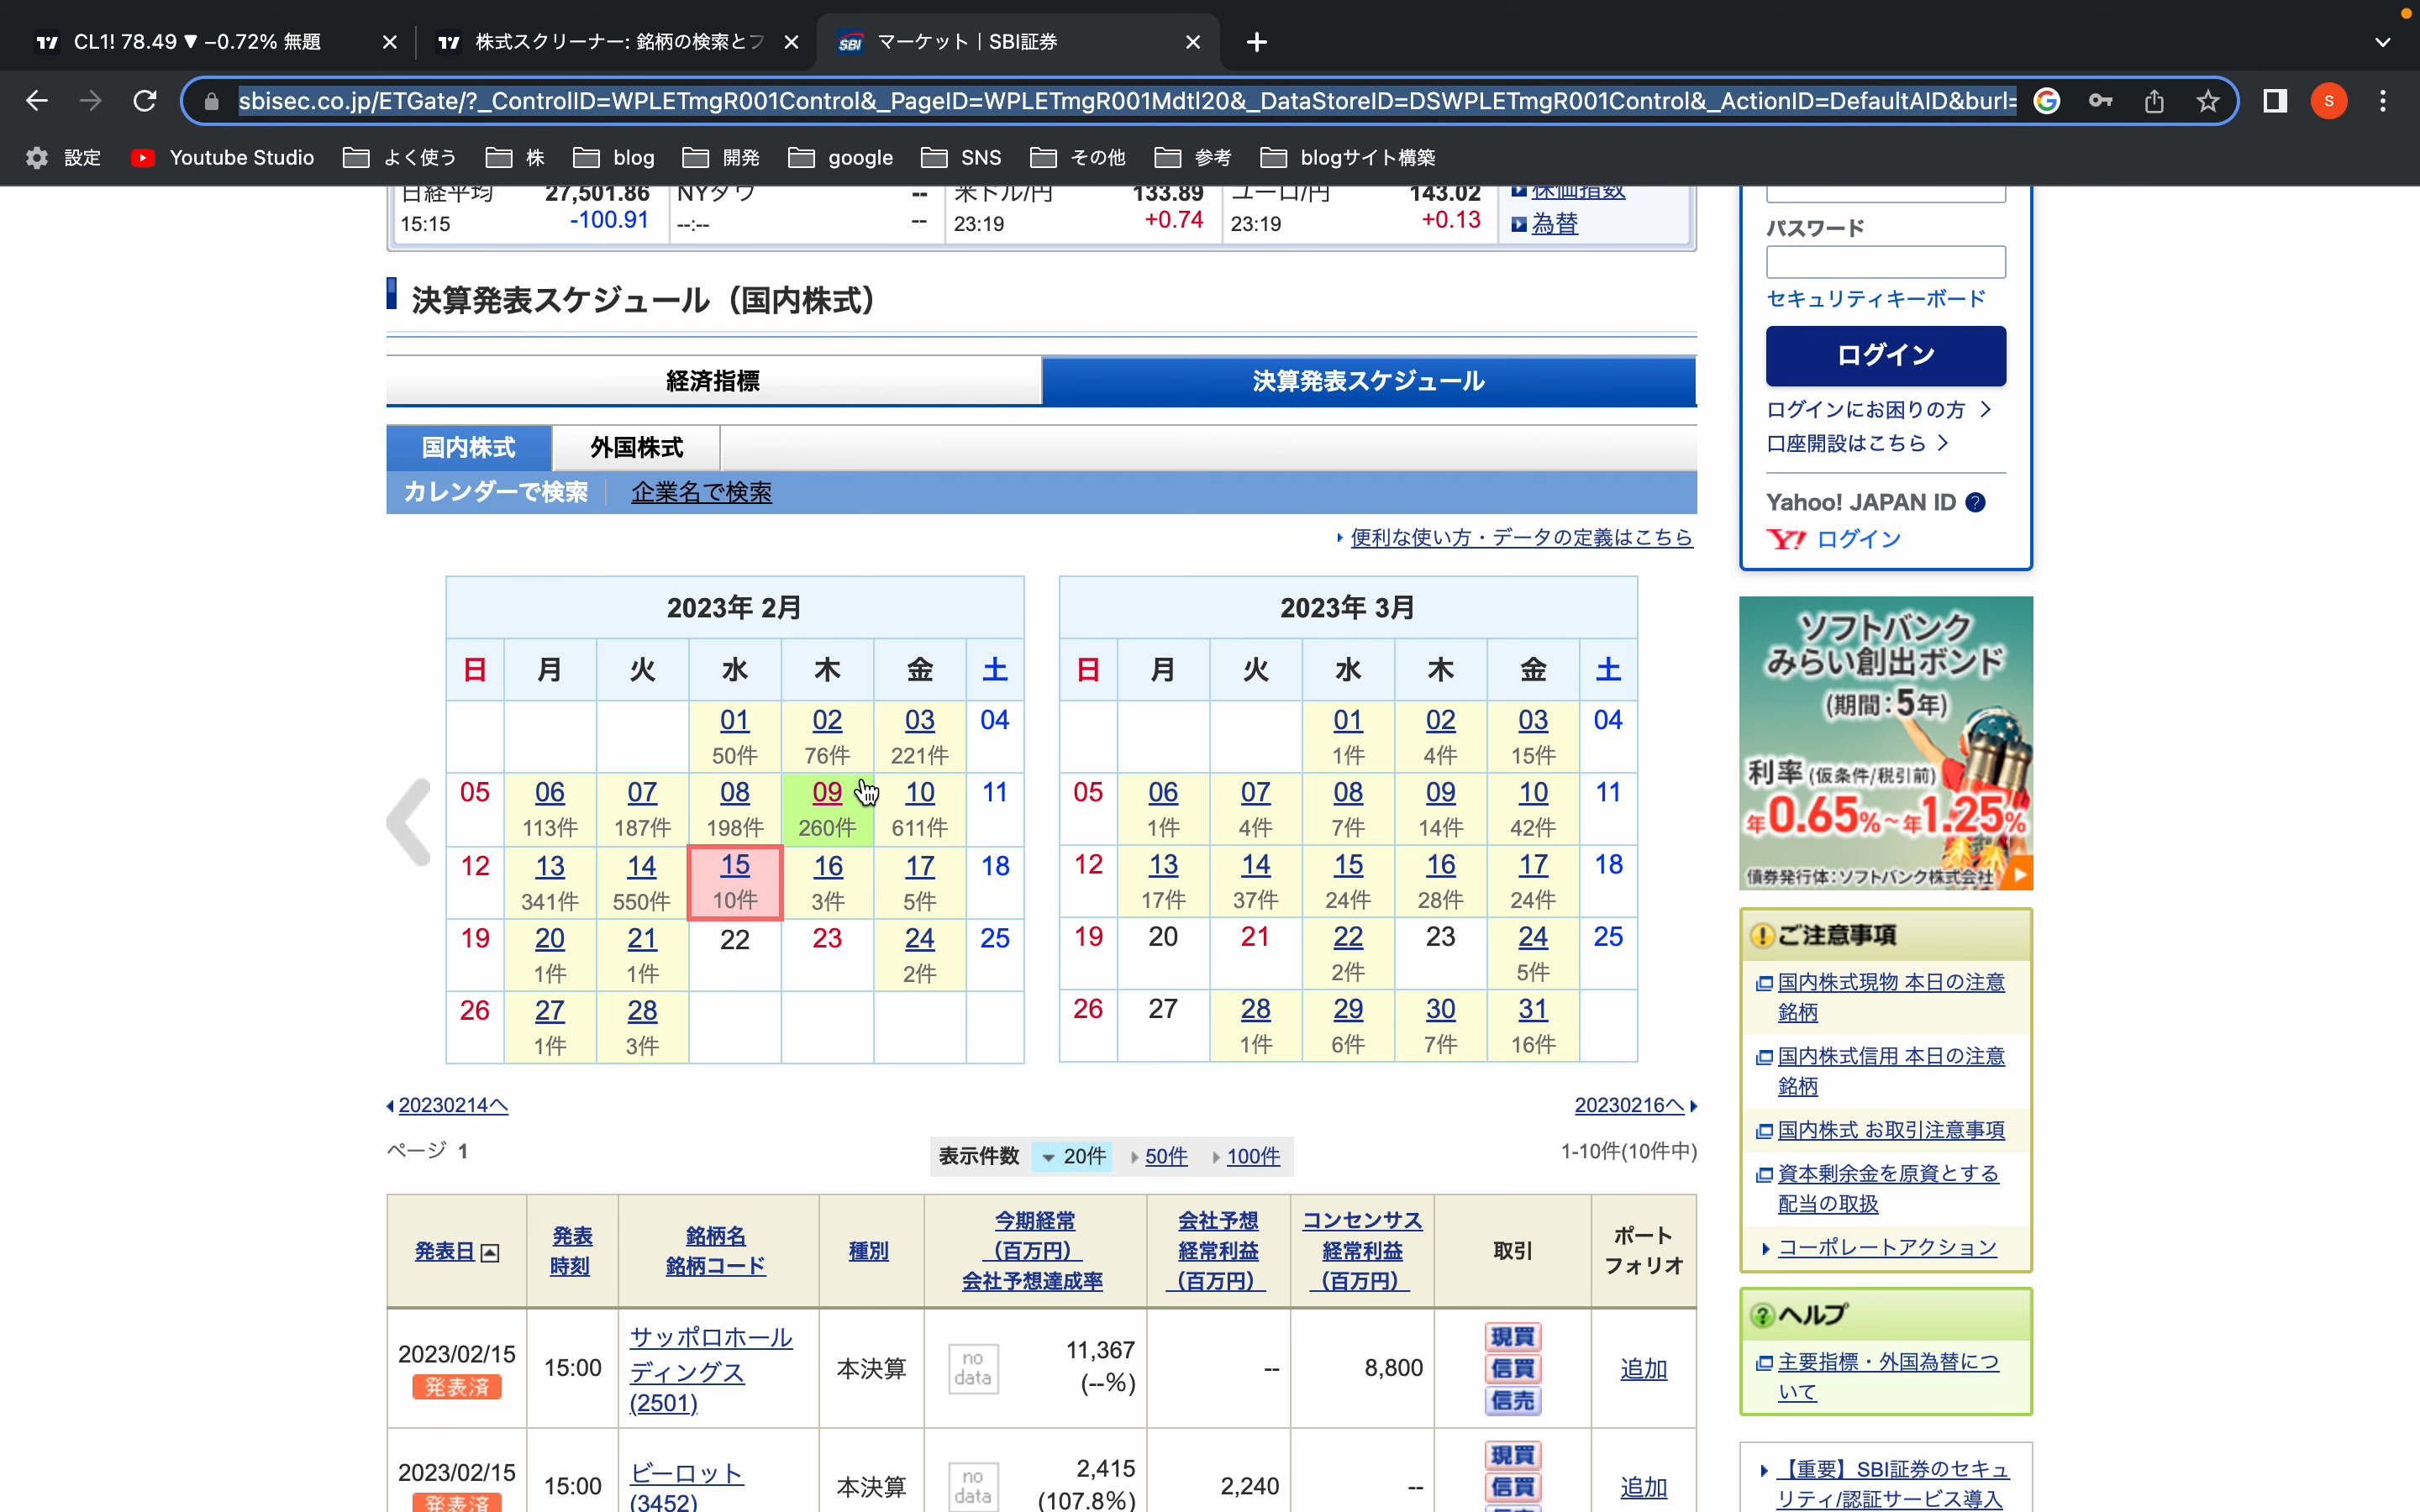 CL1! 78.49 ▼ −0.72% 無題
株式スクリーナー: 銘柄の検索とフ
SBI マーケット｜SBI証券
sbisec.co.jp/ETGate/?_ControlID=WPLETmgR001Control&_PageID=WPLETmgR001Mdtl20&_DataStoreID=DSWPLETmgR001Control&_ActionID=DefaultAID&burl=
S
設定 Youtube Studio よく使う 株 blog 開発 google SNS その他 参考 blogサイト構築
日経平均 27,501.86 NYダウ -- 米ドル/円 133.89 ユーロ/円 143.02 株価指数
15:15 -100.91 --:-- -- 23:19 +0.74 23:19 +0.13 為替
決算発表スケジュール（国内株式）
経済指標 決算発表スケジュール
国内株式 外国株式
カレンダーで検索 企業名で検索
便利な使い方・データの定義はこちら
2023年 2月
日 月 火 水 木 金 土
01 02 03 04
50件 76件 221件
05 06 07 08 09 10 11
113件 187件 198件 260件 611件
12 13 14 15 16 17 18
341件 550件 10件 3件 5件
19 20 21 22 23 24 25
1件 1件 2件
26 27 28
1件 3件
2023年 3月
日 月 火 水 木 金 土
01 02 03 04
1件 4件 15件
05 06 07 08 09 10 11
1件 4件 7件 14件 42件
12 13 14 15 16 17 18
17件 37件 24件 28件 24件
19 20 21 22 23 24 25
2件 5件
26 27 28 29 30 31
1件 6件 7件 16件
20230214へ 20230216へ
ページ 1 表示件数 20件 50件 100件 1-10件(10件中)
発表日 発表
時刻 銘柄名
銘柄コード 種別 今期経常
（百万円）
会社予想達成率 会社予想
経常利益
（百万円） コンセンサス
経常利益
（百万円） 取引 ポート
フォリオ
2023/02/15
発表済 15:00 サッポロホール
ディングス
(2501) 本決算 no
data 11,367
(--%) -- 8,800 現買
信買
信売 追加
2023/02/15
発表済 15:00 ビーロット
(3452) 本決算 no
data 2,415
(107.8%) 2,240 -- 現買
信買
追加
パスワード
セキュリティキーボード
ログイン
ログインにお困りの方
口座開設はこちら
Yahoo! JAPAN ID ?
Y! ログイン
ソフトバンク
みらい創出ボンド
(期間：5年)
利率 (仮条件/税引前)
年0.65%～年1.25%
債券発行体：ソフトバンク株式会社
ご注意事項
国内株式現物 本日の注意
銘柄
国内株式信用 本日の注意
銘柄
国内株式 お取引注意事項
資本剰余金を原資とする
配当の取扱
コーポレートアクション
ヘルプ
主要指標・外国為替につ
いて
【重要】SBI証券のセキュ
リティ/認証サービス導入